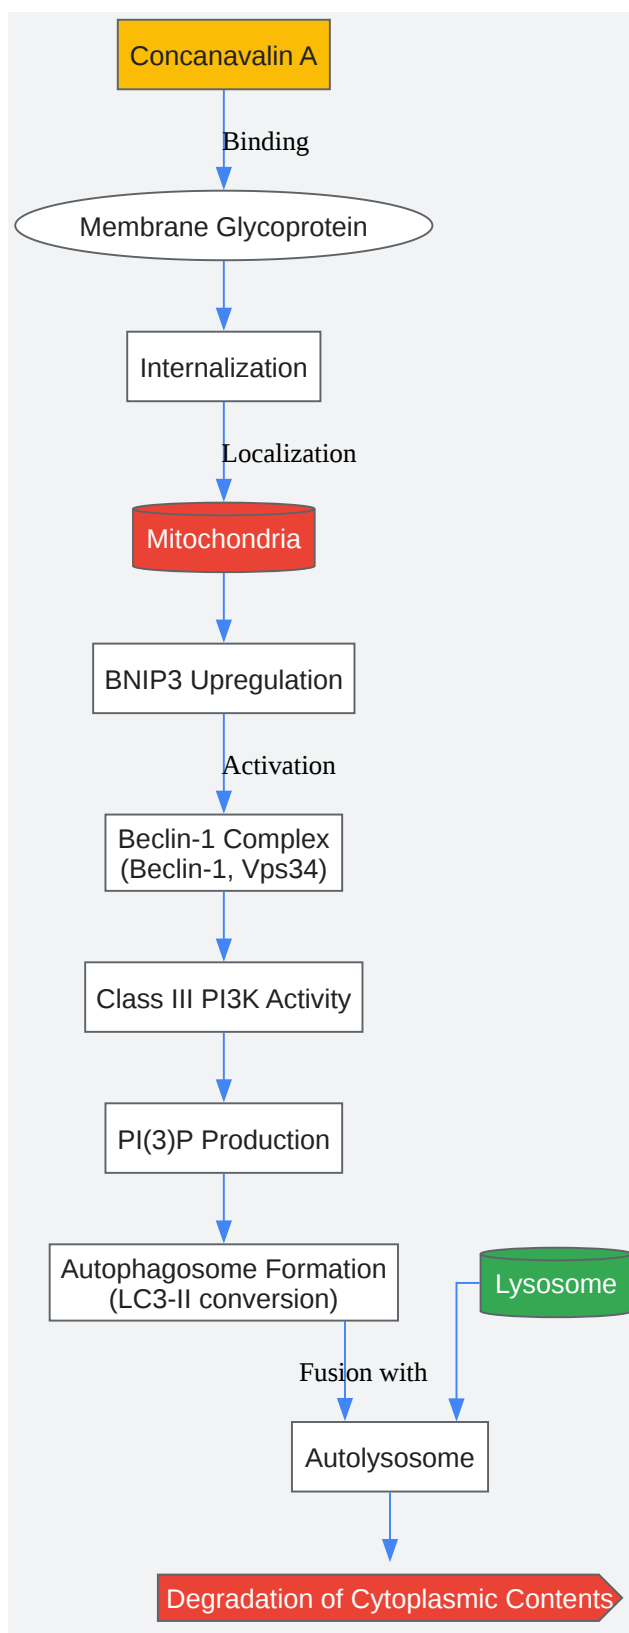 Concanavalin A
Binding
Membrane Glycoprotein
Internalization
Localization
Mitochondria
BNIP3 Upregulation
Activation
Beclin-1 Complex
(Beclin-1, Vps34)
Class III PI3K Activity
PI(3)P Production
Autophagosome Formation
(LC3-II conversion)
Lysosome
Fusion with
Autolysosome
Degradation of Cytoplasmic Contents